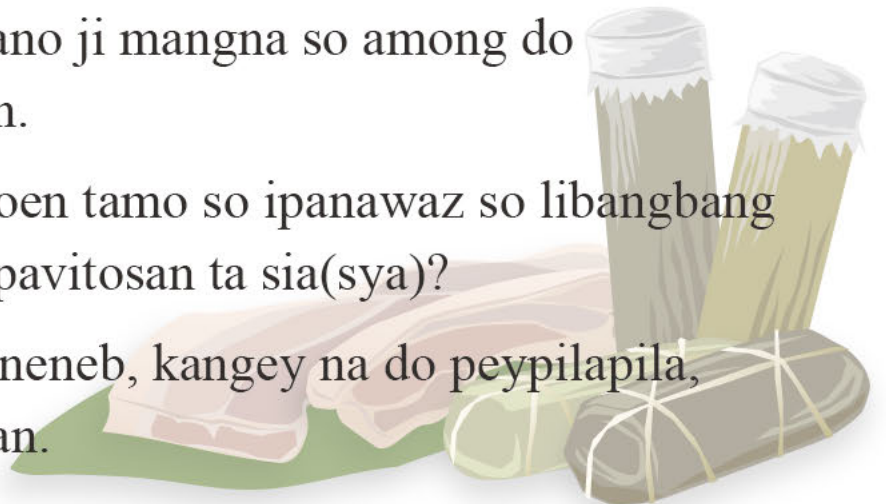 ano ji mangna so among do
n.
oen tamo so ipanawaz so libangbang
pavitosan ta sia(sya)?
neneb, kangey na do peypilapila,
an.